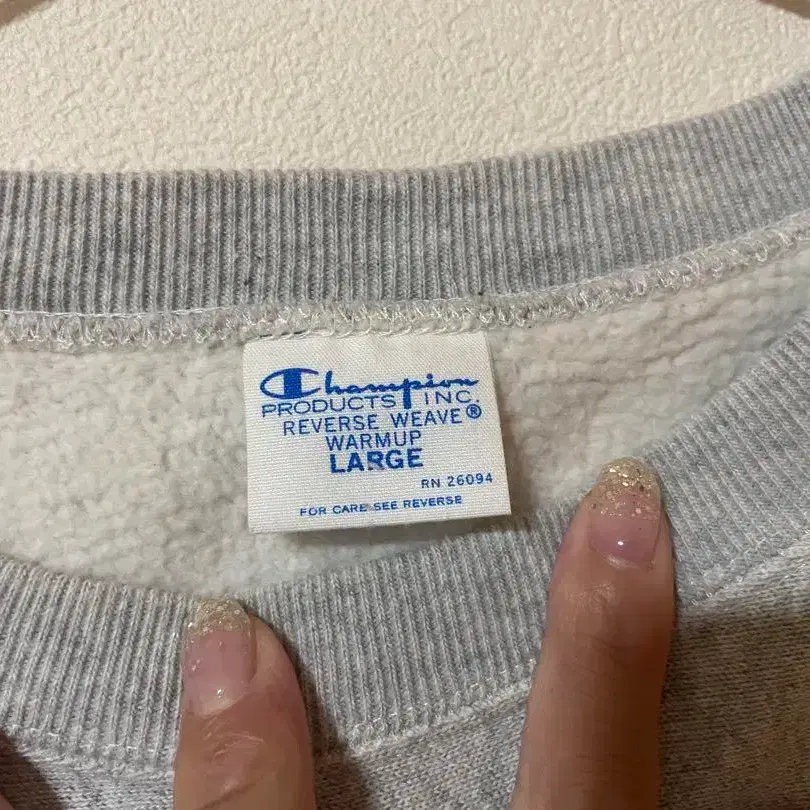 Champion
PRODUCTS INC.
REVERSE WEAVE®
WARMUP
LARGE
RN 26094
FOR CARE SEE REVERSE